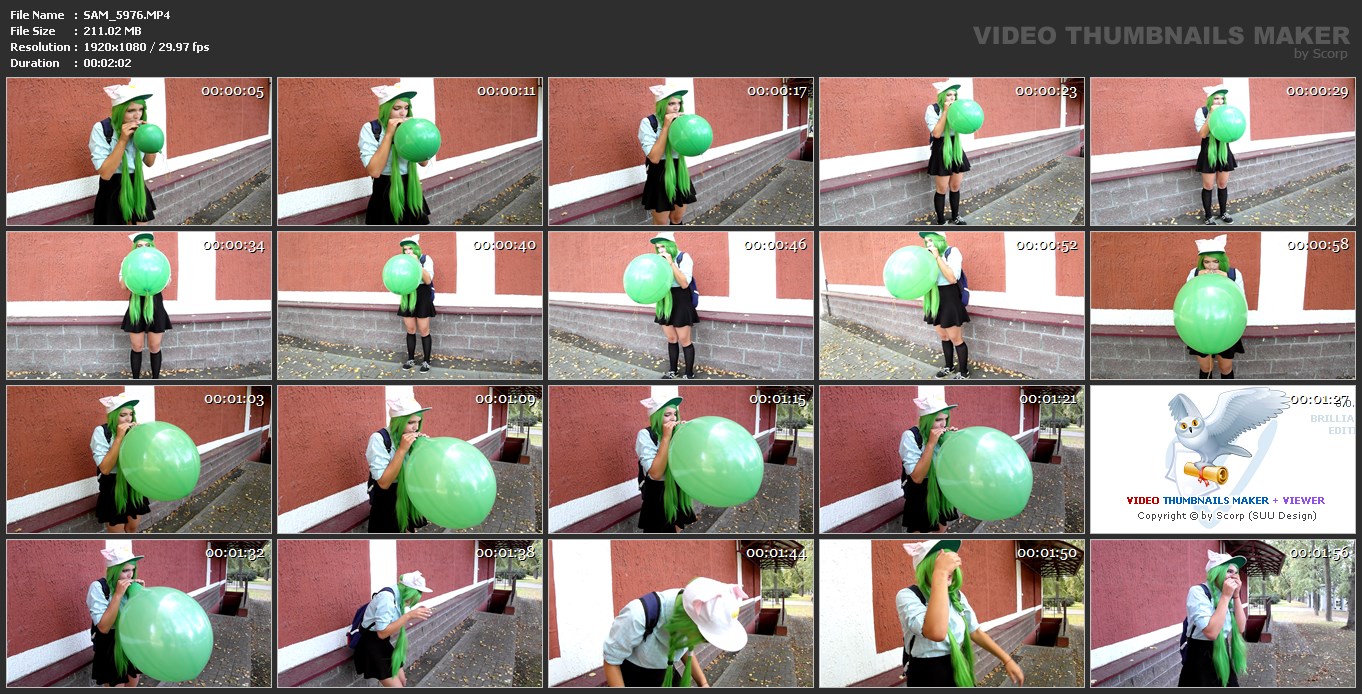 File Name : SAM_5976.MP4
File Size : 211.02 MB
Resolution : 1920x1080 / 29.97 fps
Duration : 00:02:02
VIDEO THUMBNAILS MAKER
by Scorp
00:00:05
00:00:11
00:00:17
00:00:23
00:00:29
00:00:34
00:00:40
00:00:46
00:00:52
00:00:58
00:01:03
00:01:09
00:01:15
00:01:21
00:01:27
BRILLIA
EDITI
VIDEO THUMBNAILS MAKER + VIEWER
Copyright © by Scorp (SUU Design)
00:01:32
00:01:38
00:01:44
00:01:50
00:01:56